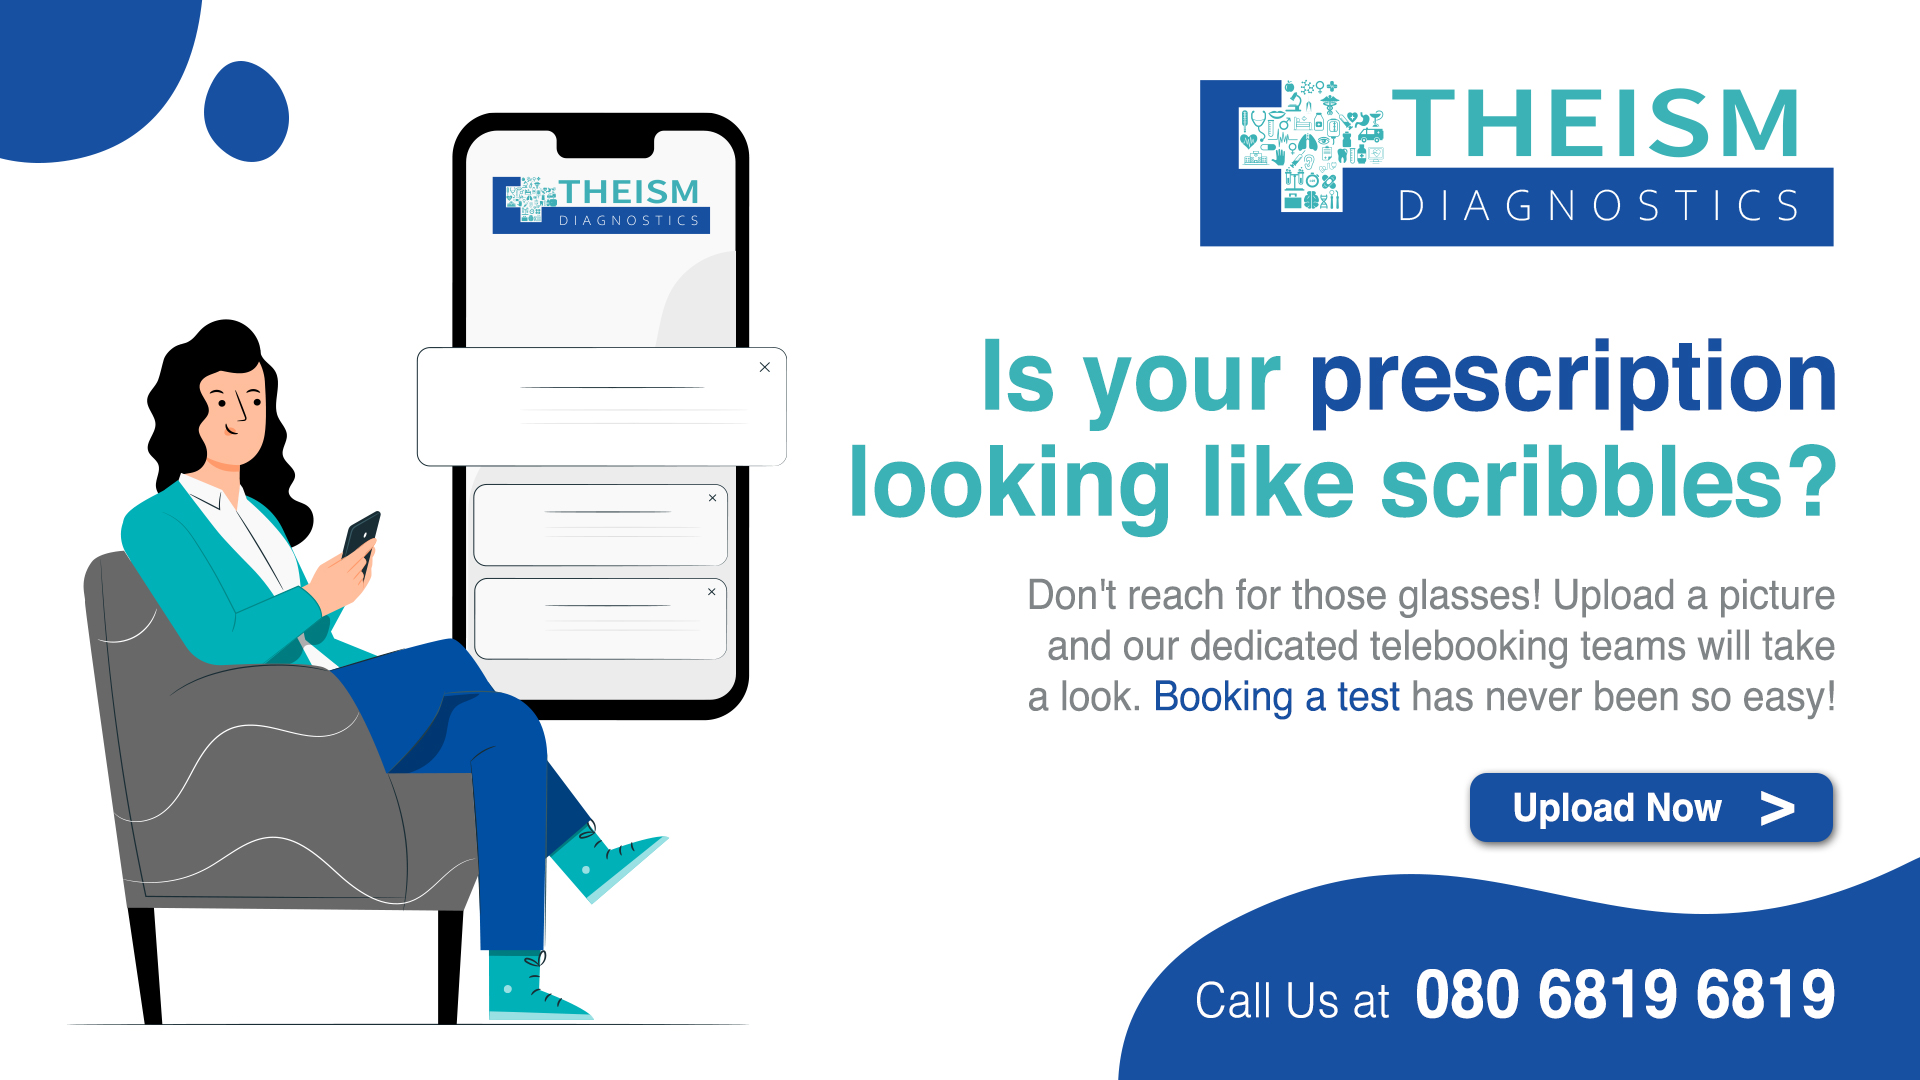 THEISM
DIAGNOSTICS
THEISM
DIAGNOSTICS
Is your prescription
looking like scribbles?
Don't reach for those glasses! Upload a picture
and our dedicated telebooking teams will take
a look. Booking a test has never been so easy!
Upload Now >
Call Us at 080 6819 6819